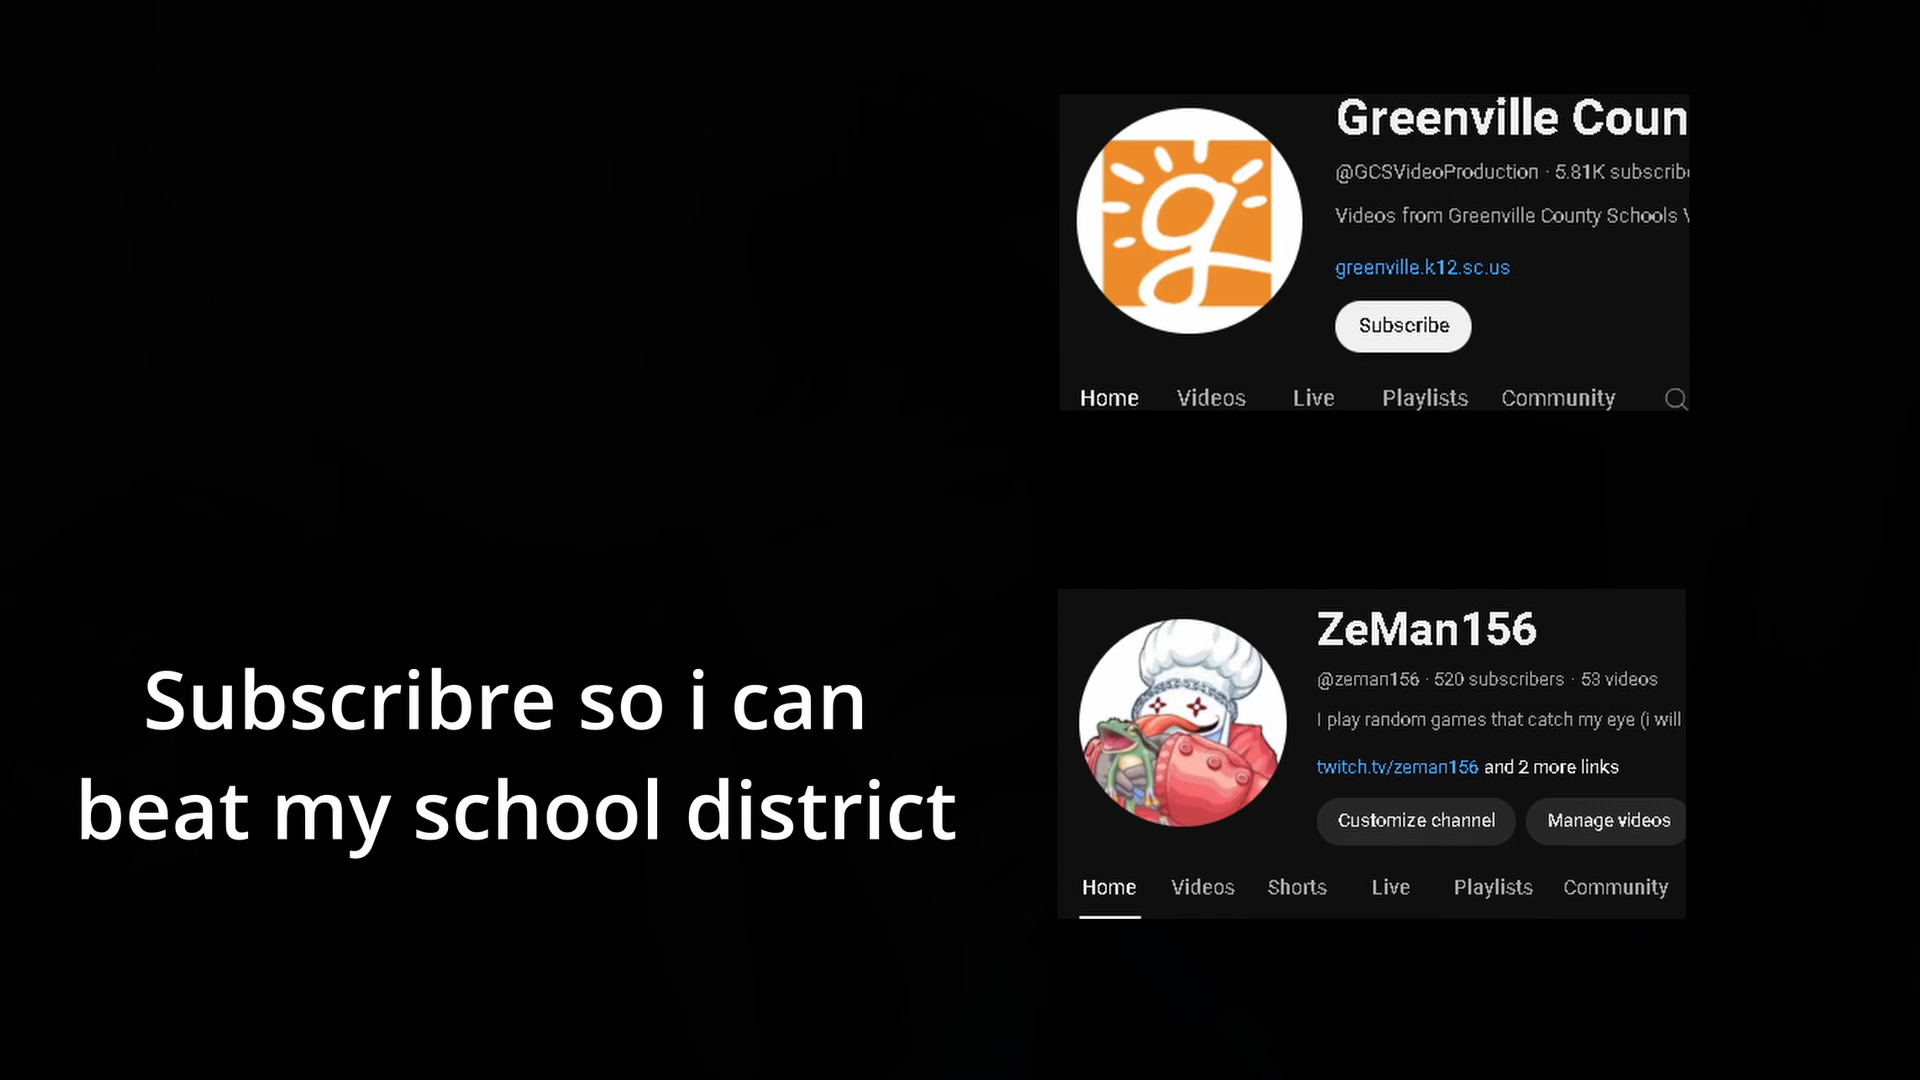 Greenville Coun
@GCSVideoProduction · 5.81K subscribe
Videos from Greenville County Schools V
greenville.k12.sc.us
Subscribe
Home Videos Live Playlists Community
Subscribre so i can
beat my school district
ZeMan156
@zeman156 · 520 subscribers · 53 videos
I play random games that catch my eye (i will
twitch.tv/zeman156 and 2 more links
Customize channel Manage videos
Home Videos Shorts Live Playlists Community